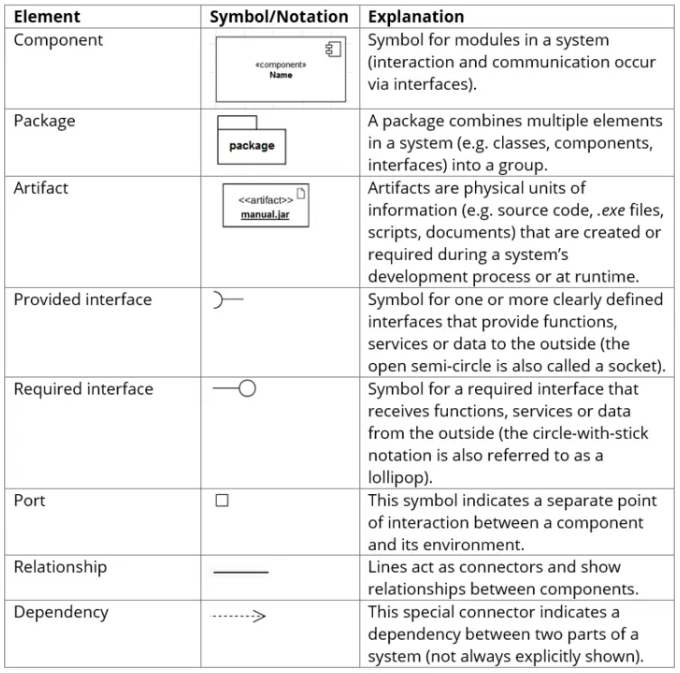 Element Symbol/Notation Explanation
Component
«component»
Name
Symbol for modules in a system
(interaction and communication occur
via interfaces).
Package
package
A package combines multiple elements
in a system (e.g. classes, components,
interfaces) into a group.
Artifact
<<artifact>>
manual.jar
Artifacts are physical units of
information (e.g. source code, .exe files,
scripts, documents) that are created or
required during a system's
development process or at runtime.
Provided interface
Symbol for one or more clearly defined
interfaces that provide functions,
services or data to the outside (the
open semi-circle is also called a socket).
Required interface
Symbol for a required interface that
receives functions, services or data
from the outside (the circle-with-stick
notation is also referred to as a
lollipop).
Port
This symbol indicates a separate point
of interaction between a component
and its environment.
Relationship
Lines act as connectors and show
relationships between components.
Dependency
This special connector indicates a
dependency between two parts of a
system (not always explicitly shown).